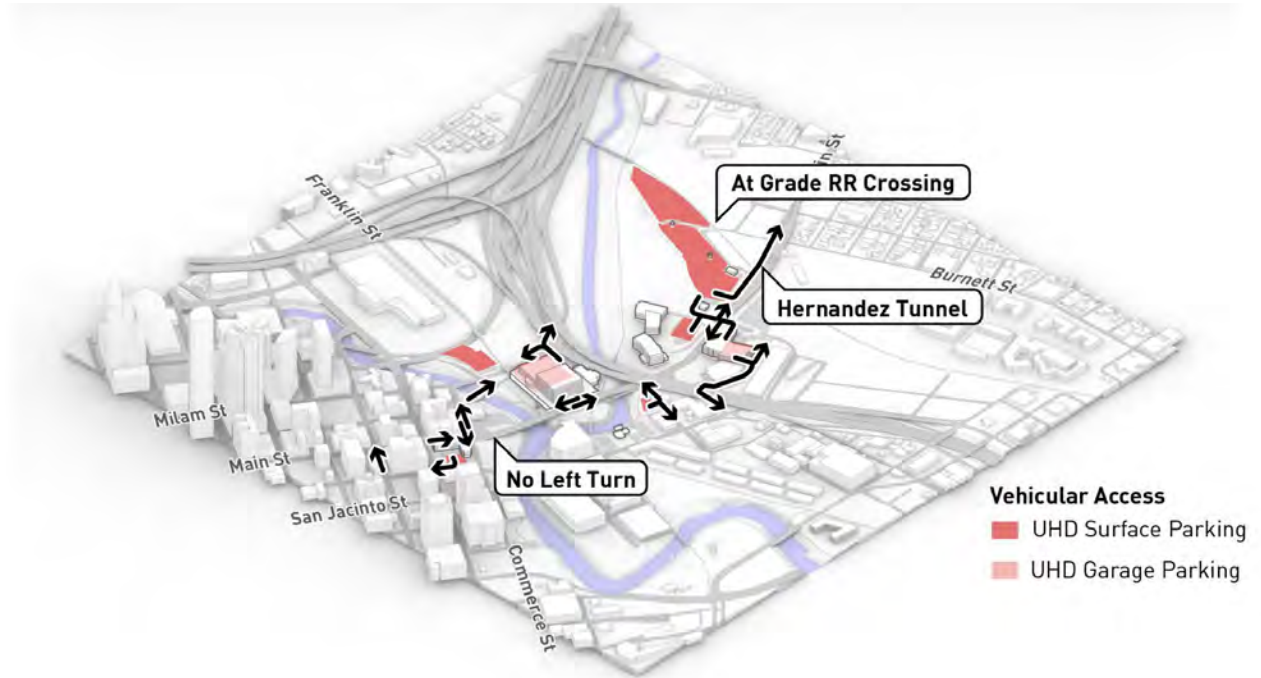 At Grade RR Crossing
Franklin St
Burnett St
Hernandez Tunnel
Milam St
Main St
No Left Turn
San Jacinto St
Commerce St
Vehicular Access
UHD Surface Parking
UHD Garage Parking